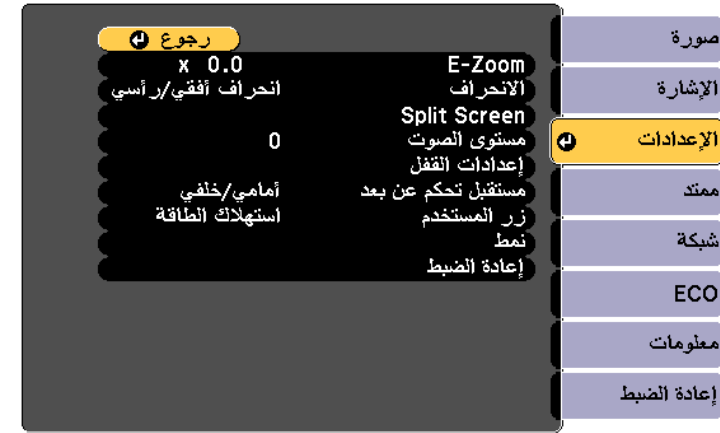 صورة
الإشارة
الإعدادات
ممتد
شبكة
ECO
معلومات
إعادة الضبط
رجوع
E-Zoom x 0.0
الانحراف انحراف أفقي/رأسي
Split Screen
مستوى الصوت 0
إعدادات القفل
مستقبل تحكم عن بعد أمامي/خلفي
زر المستخدم استهلاك الطاقة
نمط
إعادة الضبط